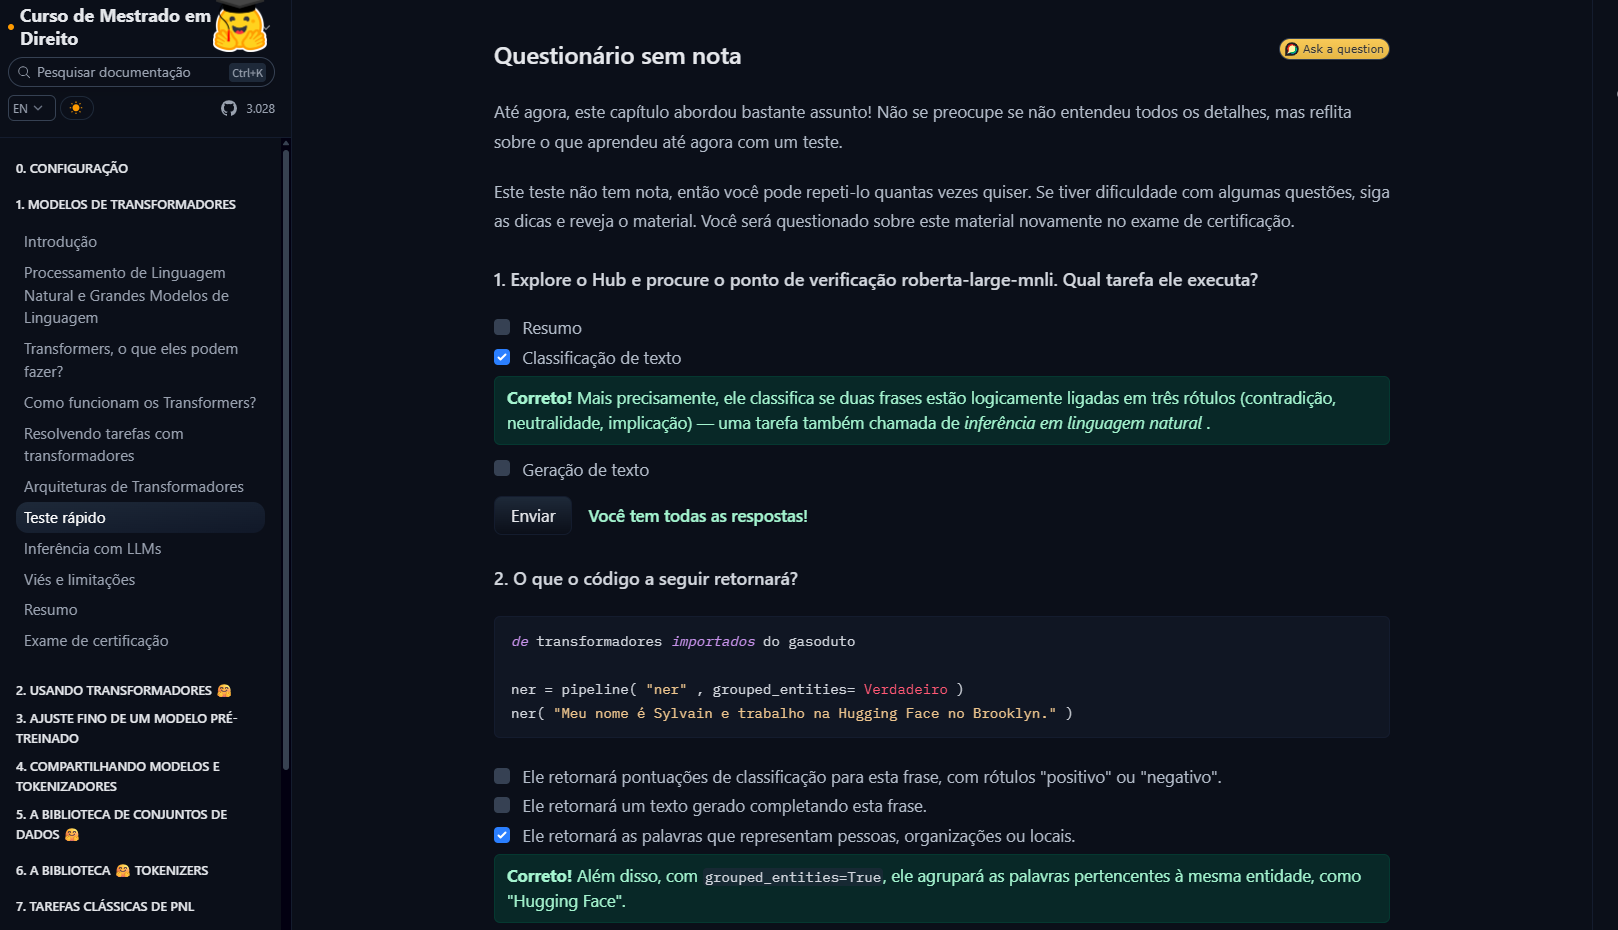 Curso de Mestrado em
Direito
Pesquisar documentação
Ctrl+K
EN
3.028
0. CONFIGURAÇÃO
1. MODELOS DE TRANSFORMADORES
Introdução
Processamento de Linguagem
Natural e Grandes Modelos de
Linguagem
Transformers, o que eles podem
fazer?
Como funcionam os Transformers?
Resolvendo tarefas com
transformadores
Arquiteturas de Transformadores
Teste rápido
Inferência com LLMs
Viés e limitações
Resumo
Exame de certificação
2. USANDO TRANSFORMADORES 🤗
3. AJUSTE FINO DE UM MODELO PRÉ-
TREINADO
4. COMPARTILHANDO MODELOS E
TOKENIZADORES
5. A BIBLIOTECA DE CONJUNTOS DE
DADOS 🤗
6. A BIBLIOTECA 🤗 TOKENIZERS
7. TAREFAS CLÁSSICAS DE PNL
Questionário sem nota
Ask a question
Até agora, este capítulo abordou bastante assunto! Não se preocupe se não entendeu todos os detalhes, mas reflita
sobre o que aprendeu até agora com um teste.
Este teste não tem nota, então você pode repeti-lo quantas vezes quiser. Se tiver dificuldade com algumas questões, siga
as dicas e reveja o material. Você será questionado sobre este material novamente no exame de certificação.
1. Explore o Hub e procure o ponto de verificação roberta-large-mnli. Qual tarefa ele executa?
Resumo
Classificação de texto
Correto! Mais precisamente, ele classifica se duas frases estão logicamente ligadas em três rótulos (contradição,
neutralidade, implicação) — uma tarefa também chamada de inferência em linguagem natural .
Geração de texto
Enviar
Você tem todas as respostas!
2. O que o código a seguir retornará?
de transformadores importados do gasoduto
ner = pipeline( "ner" , grouped_entities= Verdadeiro )
ner( "Meu nome é Sylvain e trabalho na Hugging Face no Brooklyn." )
Ele retornará pontuações de classificação para esta frase, com rótulos "positivo" ou "negativo".
Ele retornará um texto gerado completando esta frase.
Ele retornará as palavras que representam pessoas, organizações ou locais.
Correto! Além disso, com grouped_entities=True, ele agrupará as palavras pertencentes à mesma entidade, como
"Hugging Face".